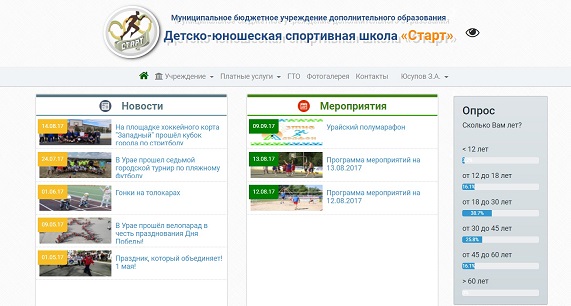 Муниципальное бюджетное учреждение дополнительного образования
Детско-юношеская спортивная школа «Старт»
СТАРТ
Учреждение Платные услуги ГТО Фотогалерея Контакты Юсупов З.А.
Новости
14.08.17
На площадке хоккейного корта
"Западный" прошёл кубок
города по стритболу
24.07.17
В Урае прошел седьмой
городской турнир по пляжному
футболу
01.06.17
Гонки на топокарах
09.05.17
В Урае прошёл велопарад в
честь празднования Дня
Победы!
01.05.17
Праздник, который объединяет!
1 мая!
Мероприятия
09.09.17
Урайский полумарафон
13.08.17
Программа мероприятий на
13.08.2017
12.08.17
Программа мероприятий на
12.08.2017
Опрос
Сколько Вам лет?
< 12 лет
от 12 до 18 лет
16.1%
от 18 до 30 лет
38.7%
от 30 до 45 лет
25.8%
от 45 до 60 лет
16.1%
> 60 лет